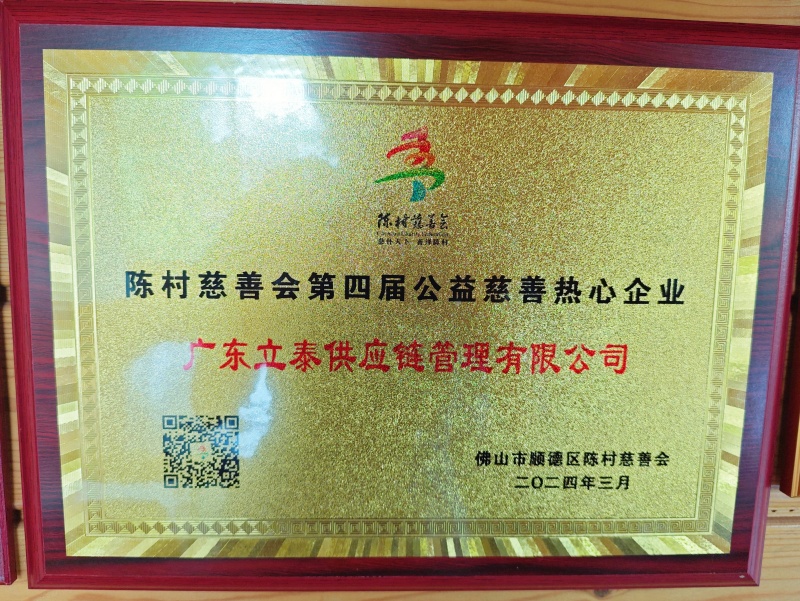 陈村慈善会
陈村慈善会第四届公益慈善热心企业
广东立泰供应链管理有限公司
佛山市顺德区陈村慈善会
二〇二四年三月